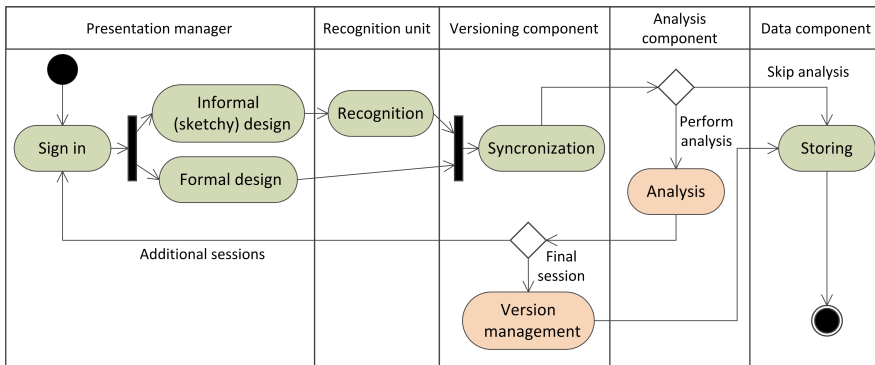 Presentation manager
Recognition unit
Versioning component
Analysis
component
Data component
Informal
(sketchy) design
Recognition
Skip analysis
Perform
analysis
Sign in
Syncronization
Storing
Formal design
Analysis
Additional sessions
Final
session
Version
management